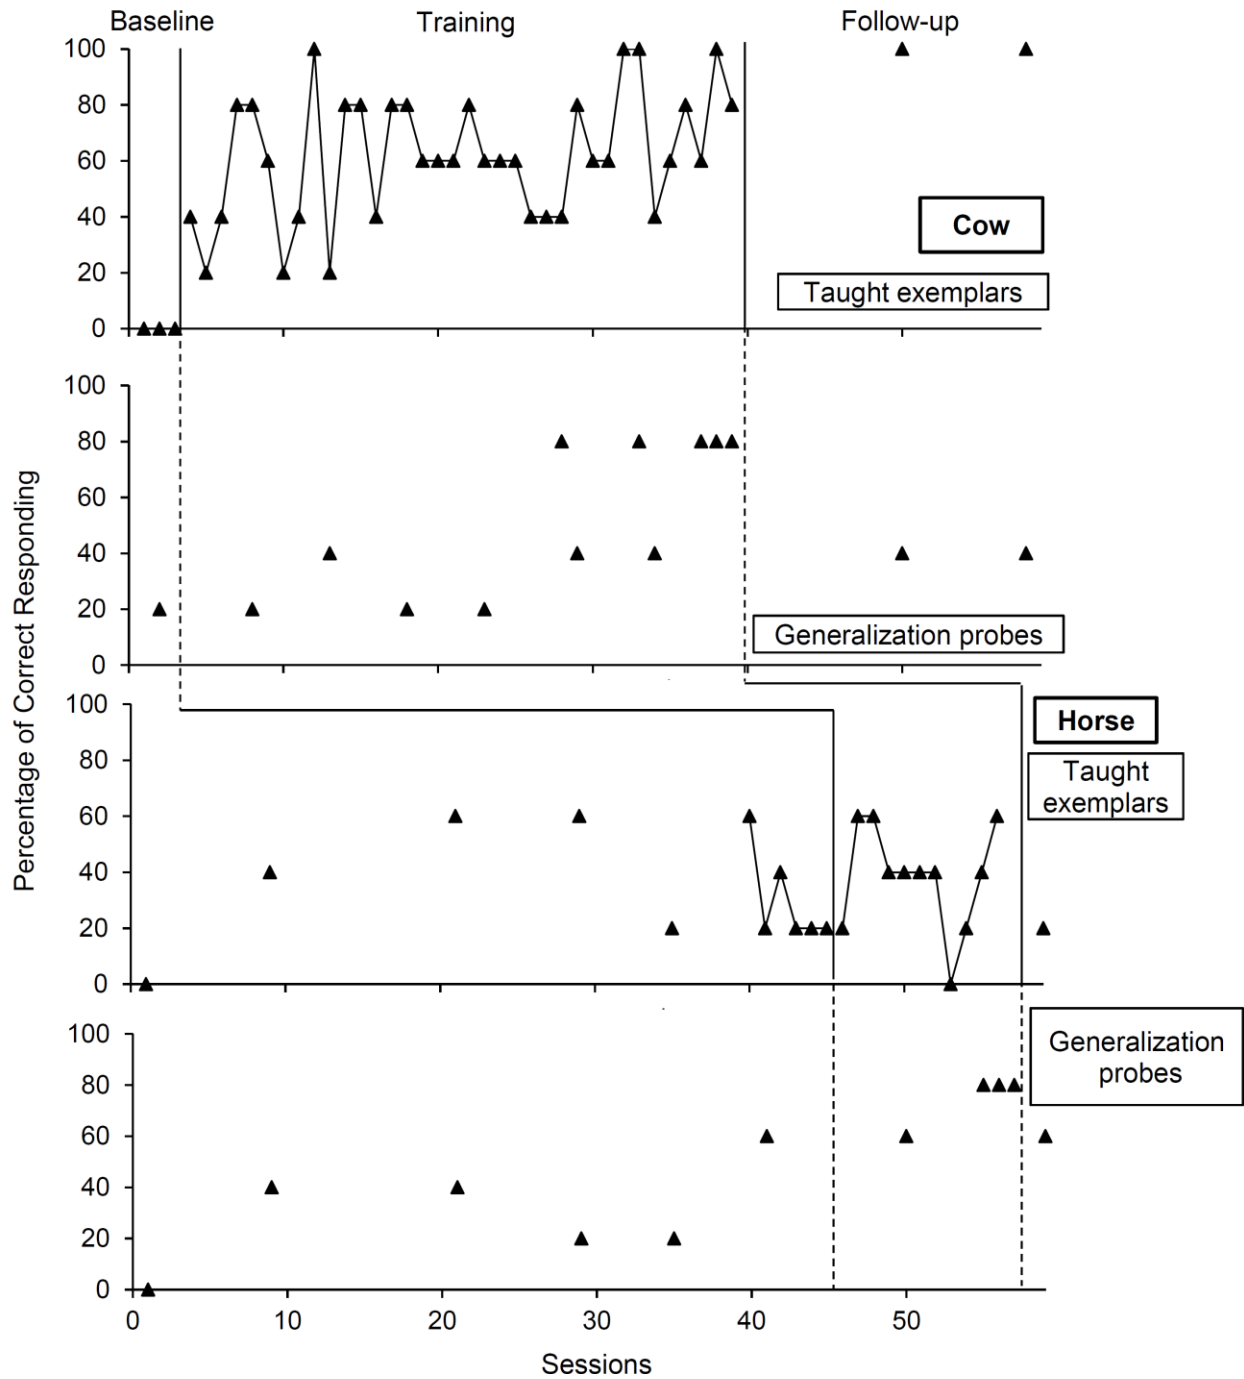 Baseline Training Follow-up
100
80
60
40
20
0
Cow
Taught exemplars
100
80
60
40
20
0
Generalization probes
Percentage of Correct Responding
100
80
60
40
20
0
Horse
Taught
exemplars
100
80
60
40
20
0
Generalization
probes
0 10 20 30 40 50
Sessions